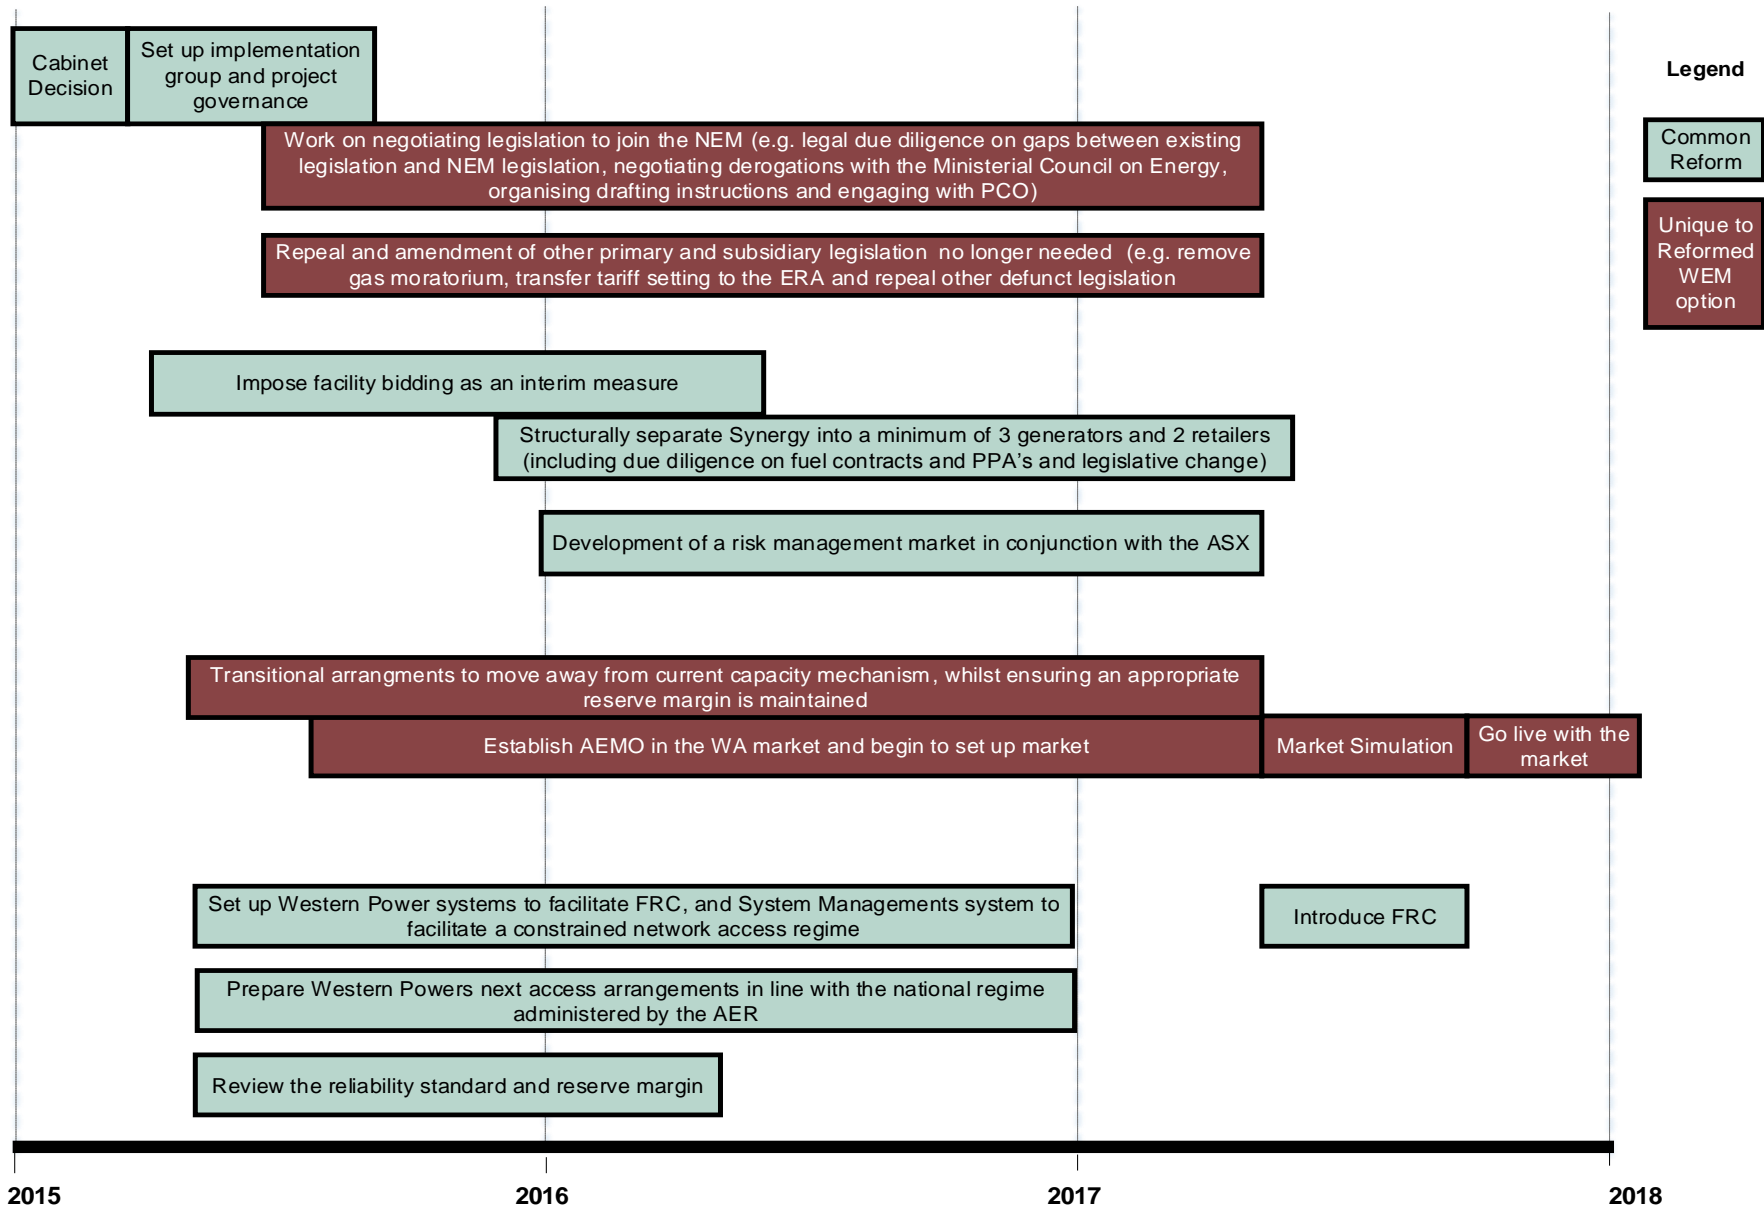 Cabinet
Decision
Set up implementation
group and project
governance
Legend
Common
Reform
Unique to
Reformed
WEM
option
Work on negotiating legislation to join the NEM (e.g. legal due diligence on gaps between existing
legislation and NEM legislation, negotiating derogations with the Ministerial Council on Energy,
organising drafting instructions and engaging with PCO)
Repeal and amendment of other primary and subsidiary legislation no longer needed (e.g. remove
gas moratorium, transfer tariff setting to the ERA and repeal other defunct legislation
Impose facility bidding as an interim measure
Structurally separate Synergy into a minimum of 3 generators and 2 retailers
(including due diligence on fuel contracts and PPA's and legislative change)
Development of a risk management market in conjunction with the ASX
Transitional arrangments to move away from current capacity mechanism, whilst ensuring an appropriate
reserve margin is maintained
Establish AEMO in the WA market and begin to set up market
Market Simulation
Go live with the
market
Set up Western Power systems to facilitate FRC, and System Managements system to
facilitate a constrained network access regime
Introduce FRC
Prepare Western Powers next access arrangements in line with the national regime
administered by the AER
Review the reliability standard and reserve margin
2015
2016
2017
2018